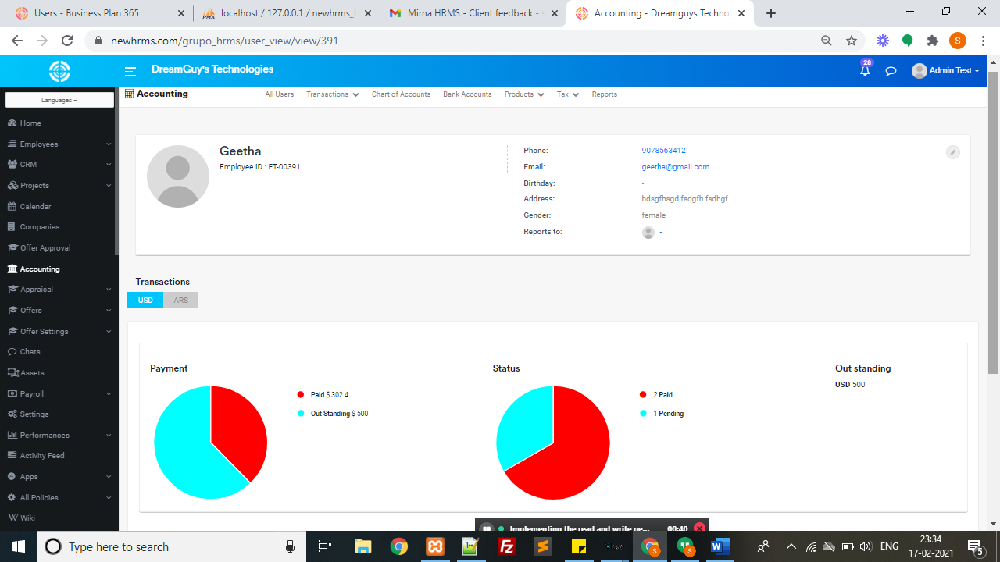 Users - Business Plan 365
localhost / 127.0.0.1 / newhrms_b
Mirna HRMS - Client feedback - s
Accounting - Dreamguys Techno
newhrms.com/grupo_hrms/user_view/view/391
S
DreamGuy's Technologies
28
Admin Test
Languages
Accounting
All Users
Transactions
Chart of Accounts
Bank Accounts
Products
Tax
Reports
Home
Employees
CRM
Projects
Calendar
Companies
Offer Approval
Accounting
Appraisal
Offers
Offer Settings
Chats
Assets
Payroll
Settings
Performances
Activity Feed
Apps
All Policies
Wiki
Geetha
Employee ID : FT-00391
Phone: 9078563412
Email: geetha@gmail.com
Birthday: -
Address: hdsgfhsgd fsdgfh fsdhgf
Gender: female
Reports to: -
Transactions
USD ARS
Payment
Paid $ 302.4
Out Standing $ 500
Status
2 Paid
1 Pending
Out standing
USD 500
Implementing the read and write pe... 00:40
Type here to search
ENG
23:34
17-02-2021
5